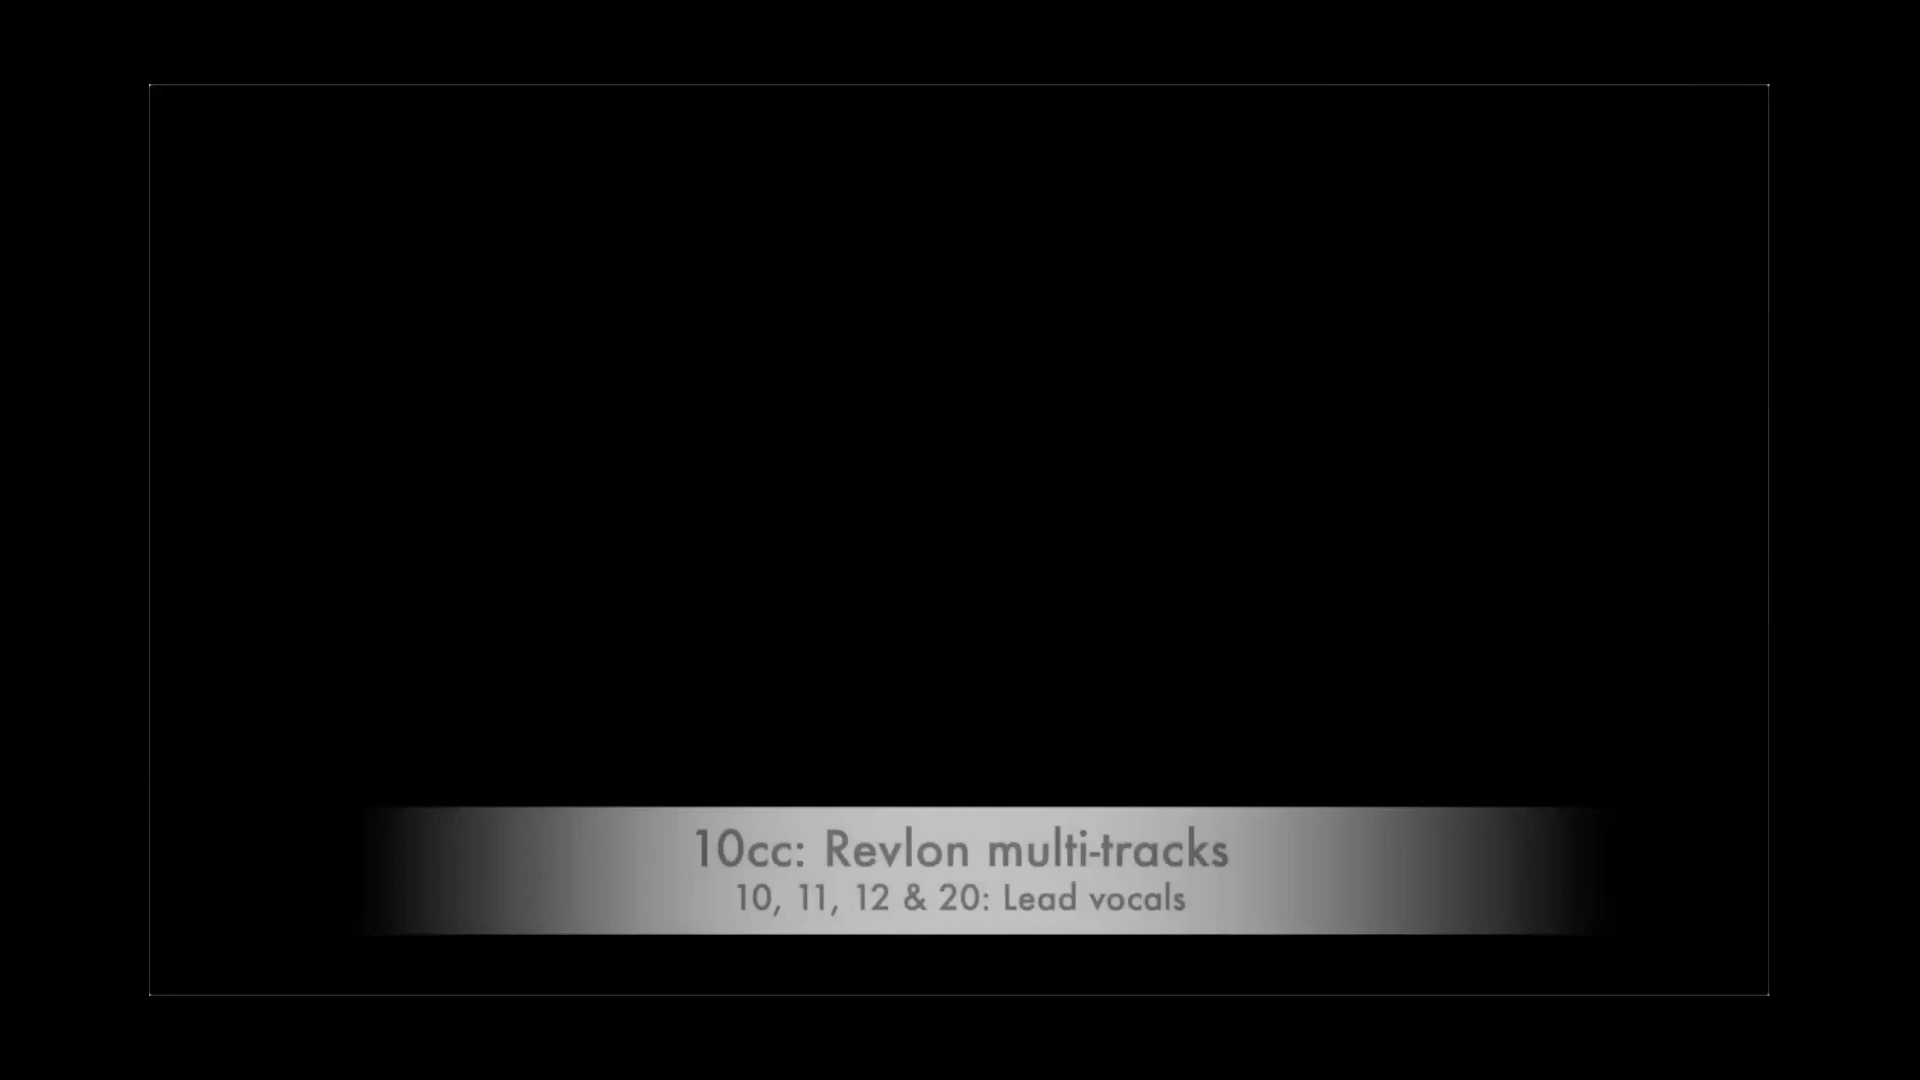 10cc: Revlon multi-tracks
10, 11, 12 & 20: Lead vocals